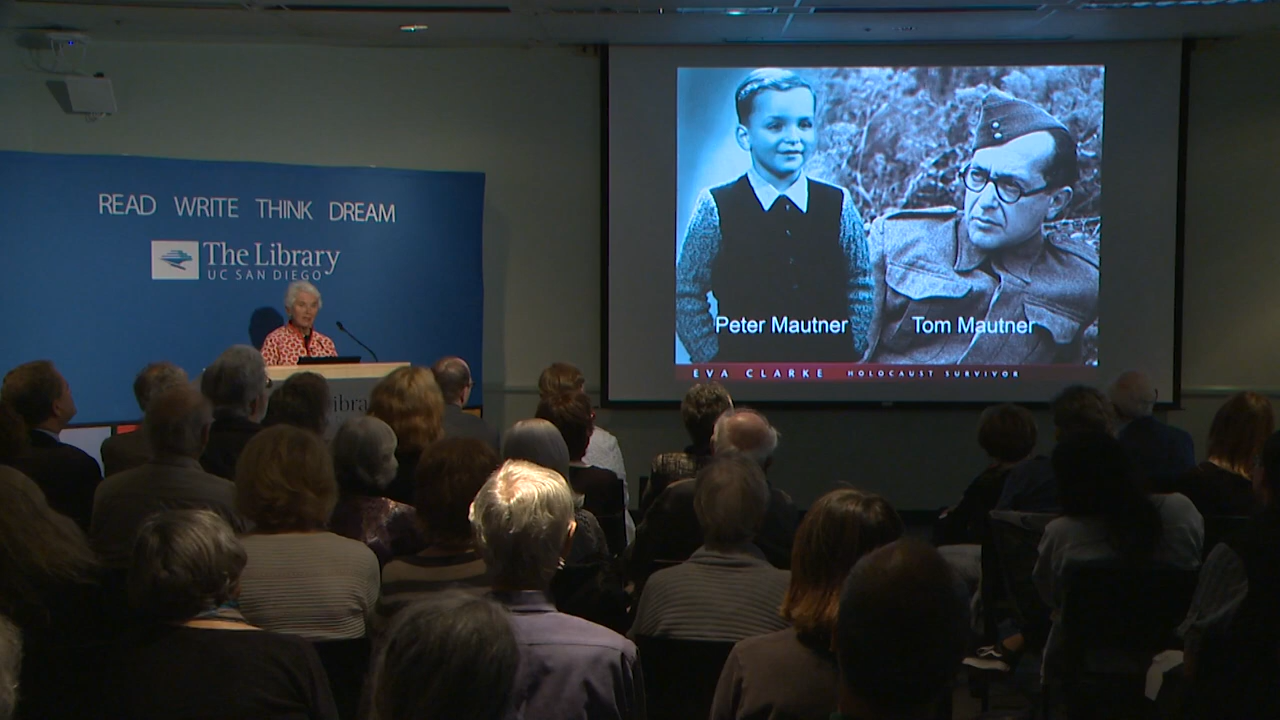 READ WRITE THINK DREAM
The Library
UC SAN DIEGO
Peter Mautner
Tom Mautner
EVA CLARKE HOLOCAUST SURVIVOR